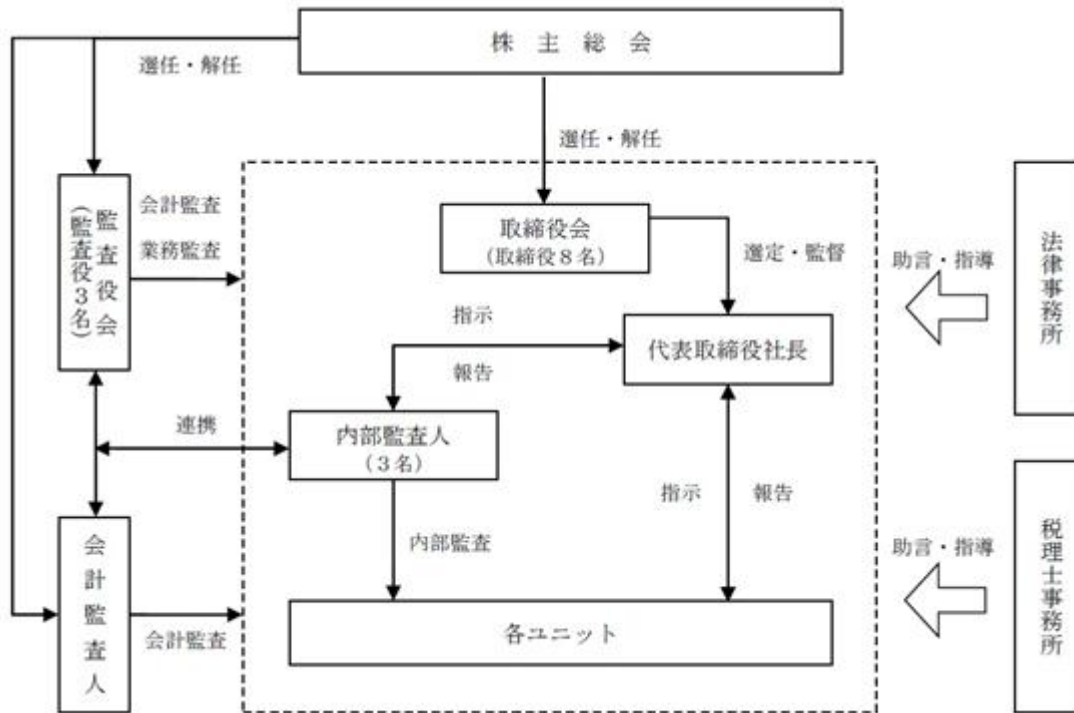 株主総会
選任・解任
選任・解任
監査役会
(監査役3名)
会計監査
業務監査
取締役会
(取締役8名)
選定・監督
助言・指導
法律事務所
指示
代表取締役社長
報告
連携
内部監査人
(3名)
指示
報告
内部監査
助言・指導
税理士事務所
会計監査人
会計監査
各ユニット